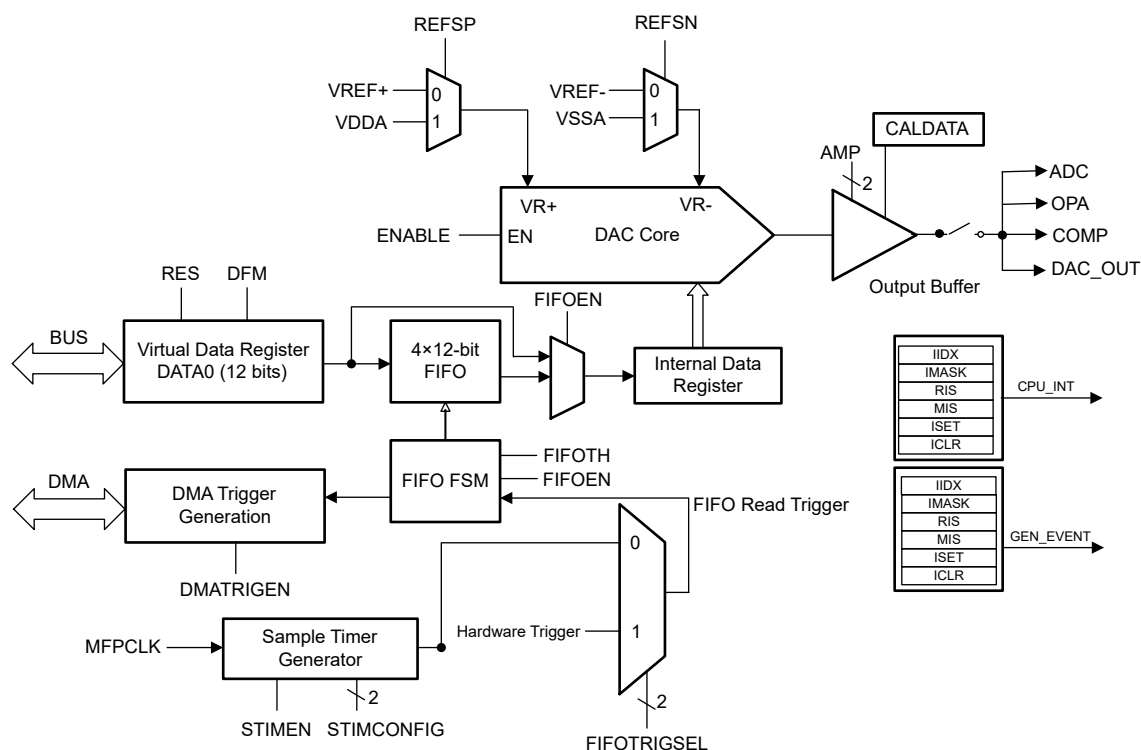 REFSP
REFSN
VREF+
0
VDDA
1
VREF-
0
VSSA
1
CALDATA
AMP
2
ADC
OPA
COMP
DAC_OUT
VR+
VR-
ENABLE
EN
DAC Core
Output Buffer
RES
DFM
FIFOEN
BUS
Virtual Data Register
DATA0 (12 bits)
4×12-bit
FIFO
Internal Data
Register
IIDX
IMASK
RIS
MIS
ISET
ICLR
CPU_INT
FIFO FSM
FIFOTH
FIFOEN
DMA
DMA Trigger
Generation
FIFO Read Trigger
IIDX
IMASK
RIS
MIS
ISET
ICLR
GEN_EVENT
DMATRIGEN
0
Hardware Trigger
1
MFPCLK
Sample Timer
Generator
2
2
STIMEN
STIMCONFIG
FIFOTRIGSEL